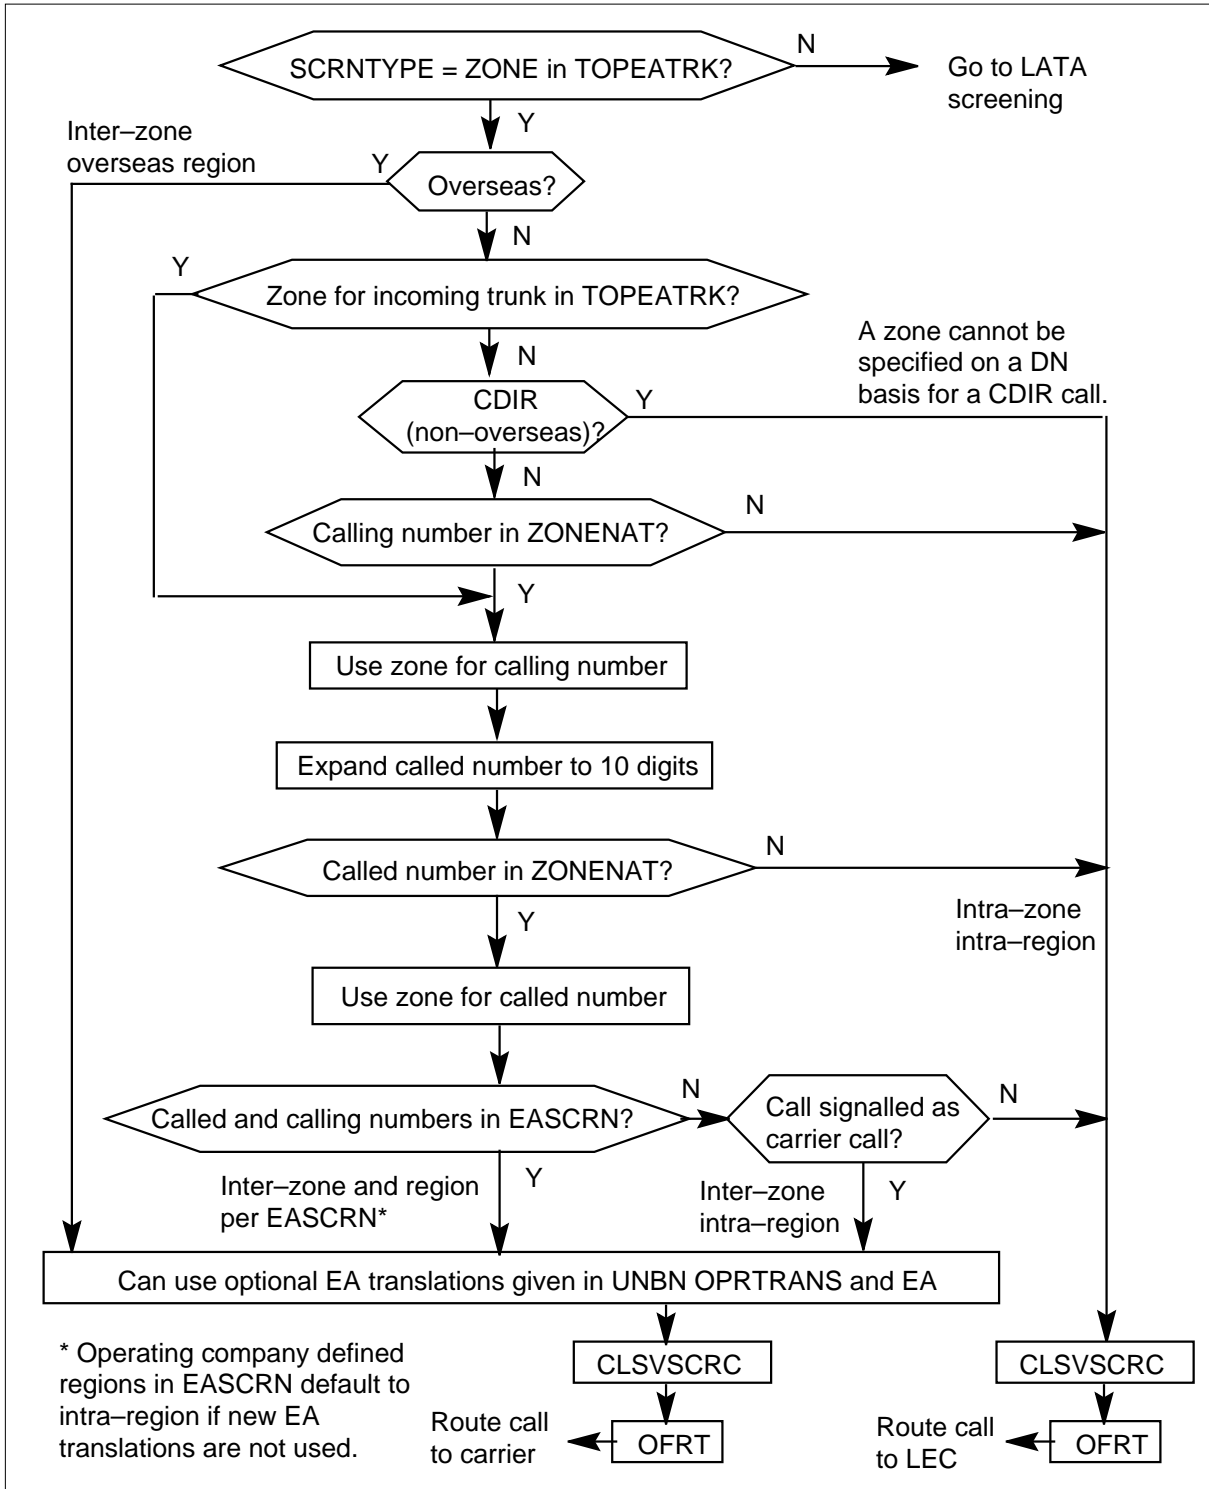 SCRNTYPE = ZONE in TOPEATRK?
N
Go to LATA
screening
Y
Inter–zone
overseas region
Y
Overseas?
N
Y
Zone for incoming trunk in TOPEATRK?
N
A zone cannot be
specified on a DN
basis for a CDIR call.
CDIR
(non–overseas)?
Y
N
Calling number in ZONENAT?
N
Y
Use zone for calling number
Expand called number to 10 digits
Called number in ZONENAT?
N
Y
Intra–zone
intra–region
Use zone for called number
Called and calling numbers in EASCRN?
N
Call signalled as
carrier call?
N
Inter–zone and region
per EASCRN*
Y
Inter–zone
intra–region
Y
Can use optional EA translations given in UNBN OPRTRANS and EA
* Operating company defined
regions in EASCRN default to
intra–region if new EA
translations are not used.
CLSVSCRC
CLSVSCRC
Route call
to carrier
OFRT
Route call
to LEC
OFRT